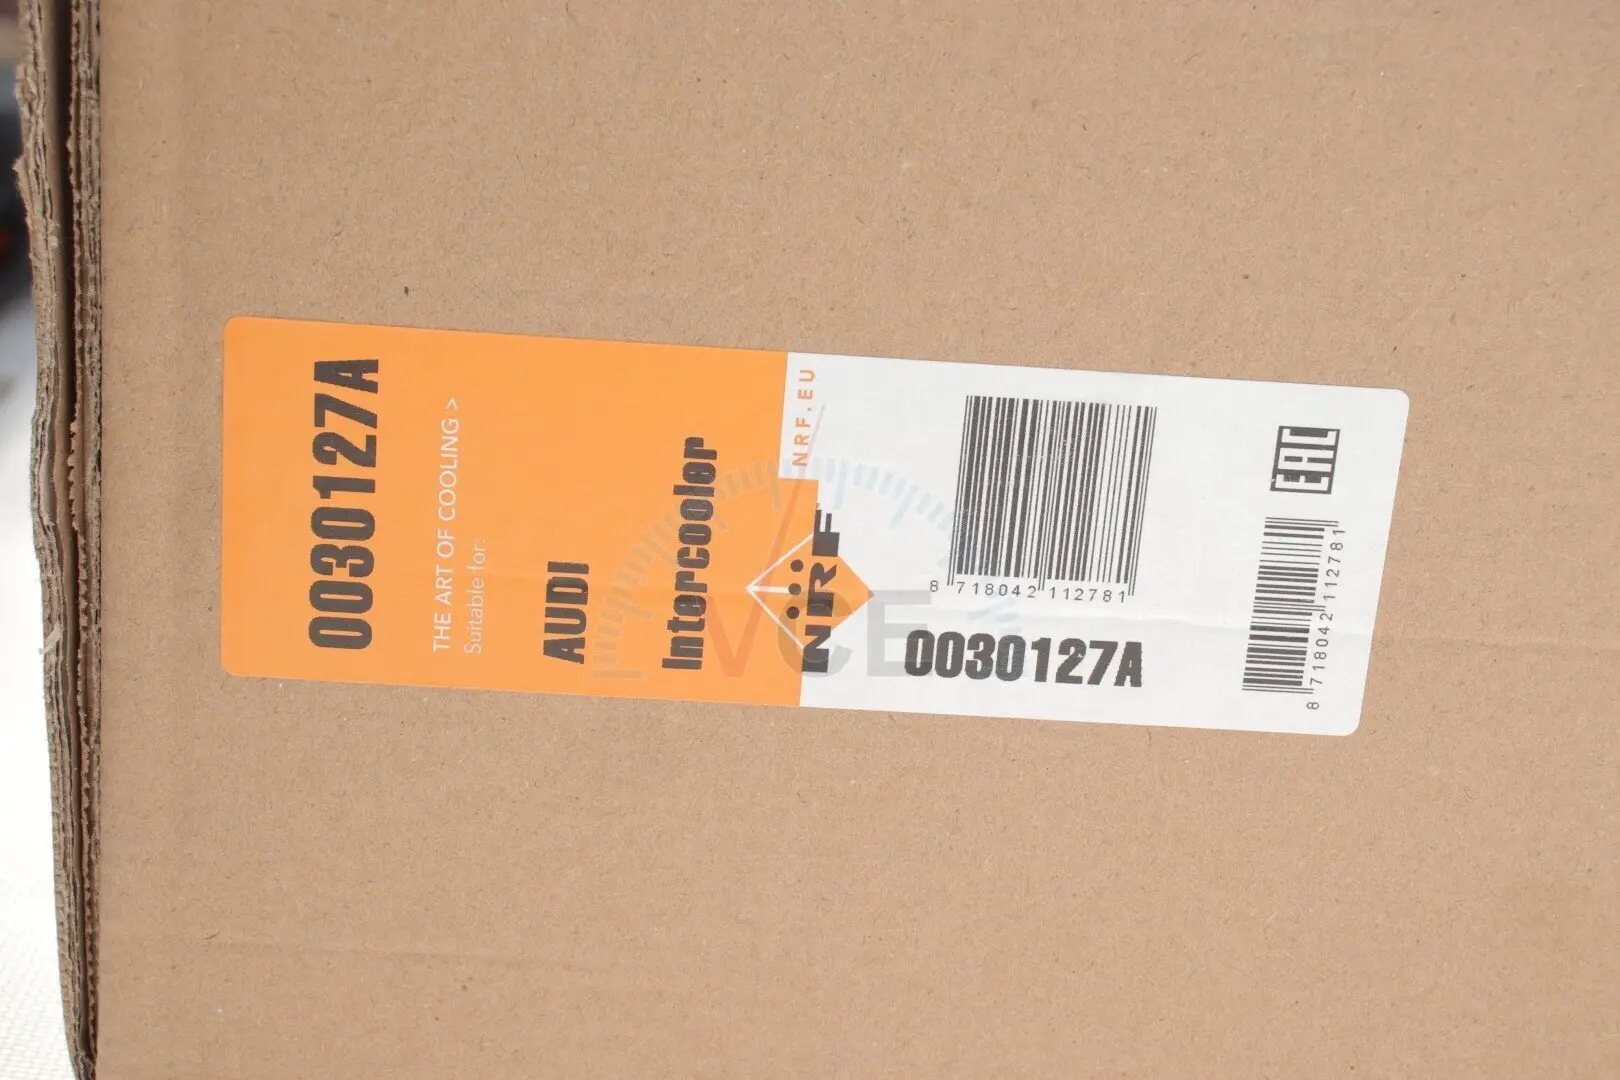 0030127A
THE ART OF COOLING >
Suitable for:
AUDI
Intercooler
NRF.EU
NRF
VCE
8 718042 112781
0030127A
EAC
8 718042 112781